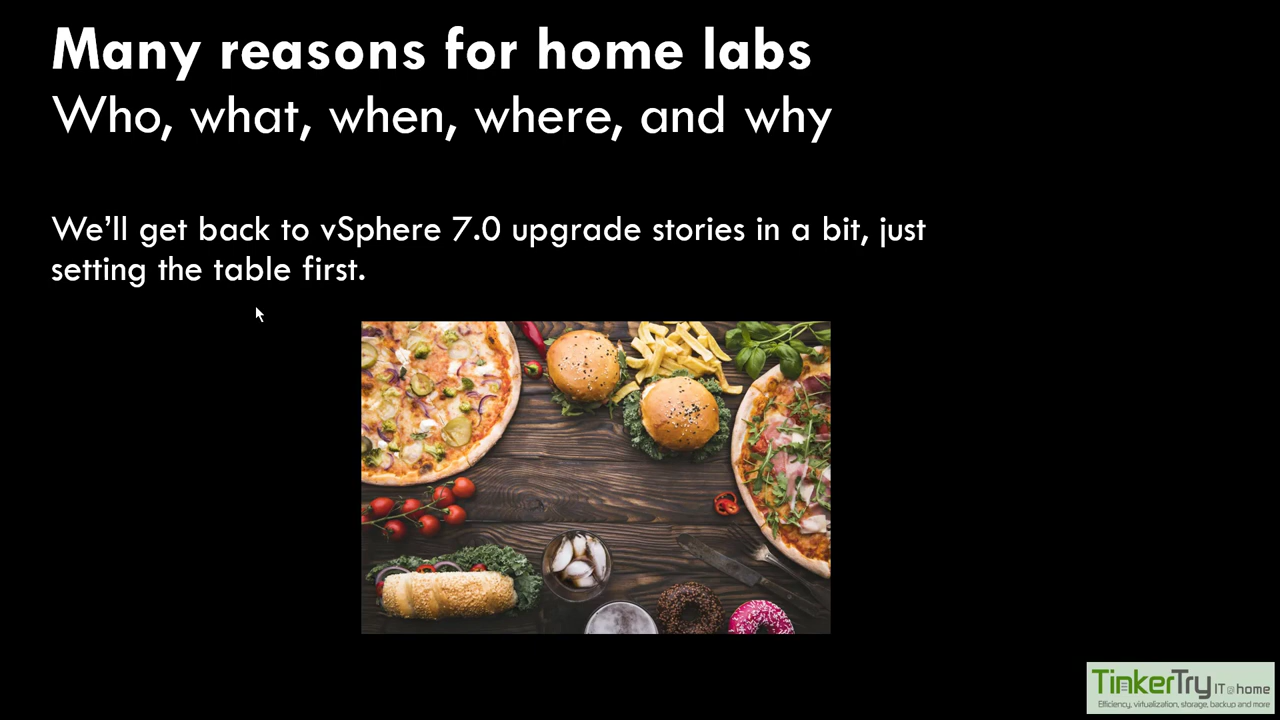 Many reasons for home labs
Who, what, when, where, and why
We’ll get back to vSphere 7.0 upgrade stories in a bit, just
setting the table first.
TinkerTry IT@home
Efficiency, virtualization, storage, backup and more